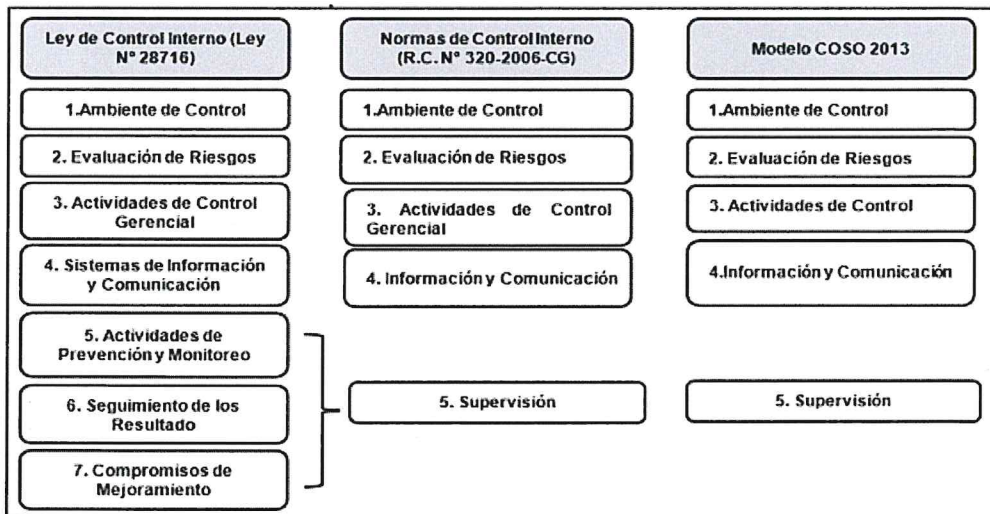 Ley de Control Interno (Ley
N° 28716)
1.Ambiente de Control
2. Evaluación de Riesgos
3. Actividades de Control
Gerencial
4. Sistemas de Información
y Comunicación
5. Actividades de
Prevención y Monitoreo
6. Seguimiento de los
Resultado
7. Compromisos de
Mejoramiento
Normas de Control Interno
(R.C. N° 320-2006-CG)
1.Ambiente de Control
2. Evaluación de Riesgos
3. Actividades de Control
Gerencial
4. Información y Comunicación
5. Supervisión
Modelo COSO 2013
1.Ambiente de Control
2. Evaluación de Riesgos
3. Actividades de Control
4.Información y Comunicación
5. Supervisión